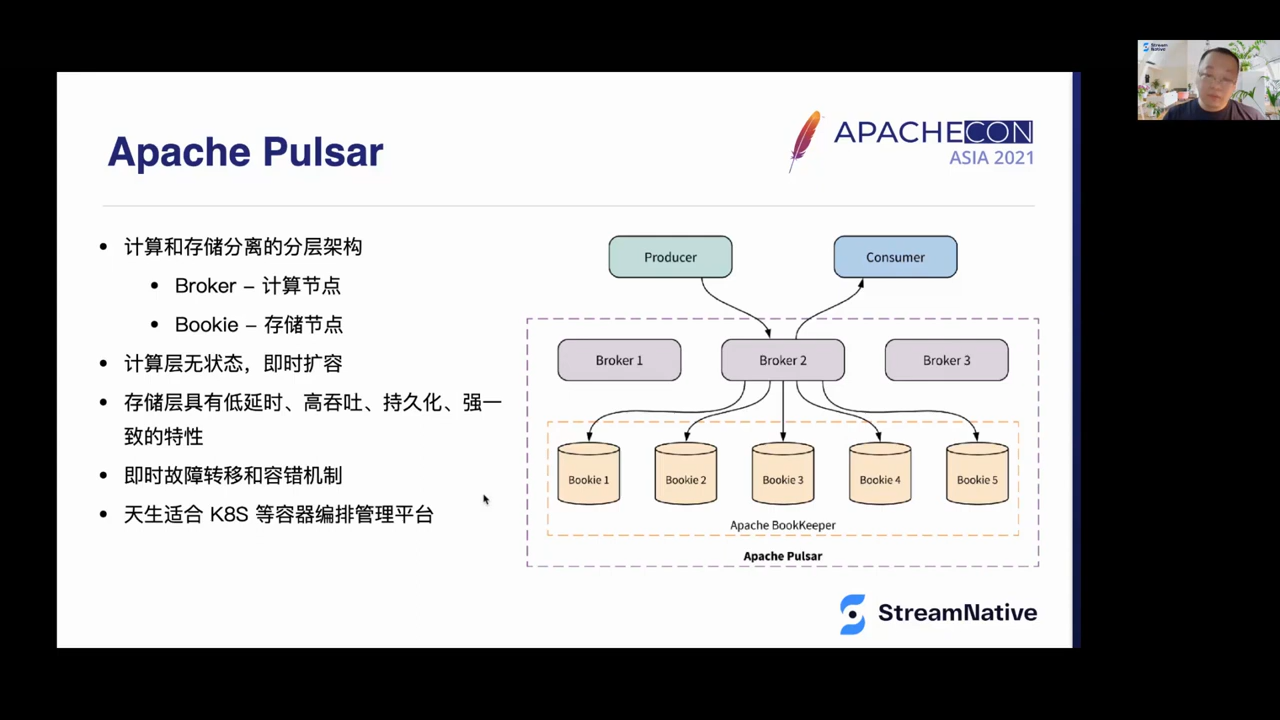 Stream
Native
APACHECON
ASIA 2021
Apache Pulsar
• 计算和存储分离的分层架构
• Broker – 计算节点
• Bookie – 存储节点
• 计算层无状态，即时扩容
• 存储层具有低延时、高吞吐、持久化、强一
致的特性
• 即时故障转移和容错机制
• 天生适合 K8S 等容器编排管理平台
Producer
Consumer
Broker 1
Broker 2
Broker 3
Bookie 1
Bookie 2
Bookie 3
Bookie 4
Bookie 5
Apache BookKeeper
Apache Pulsar
StreamNative